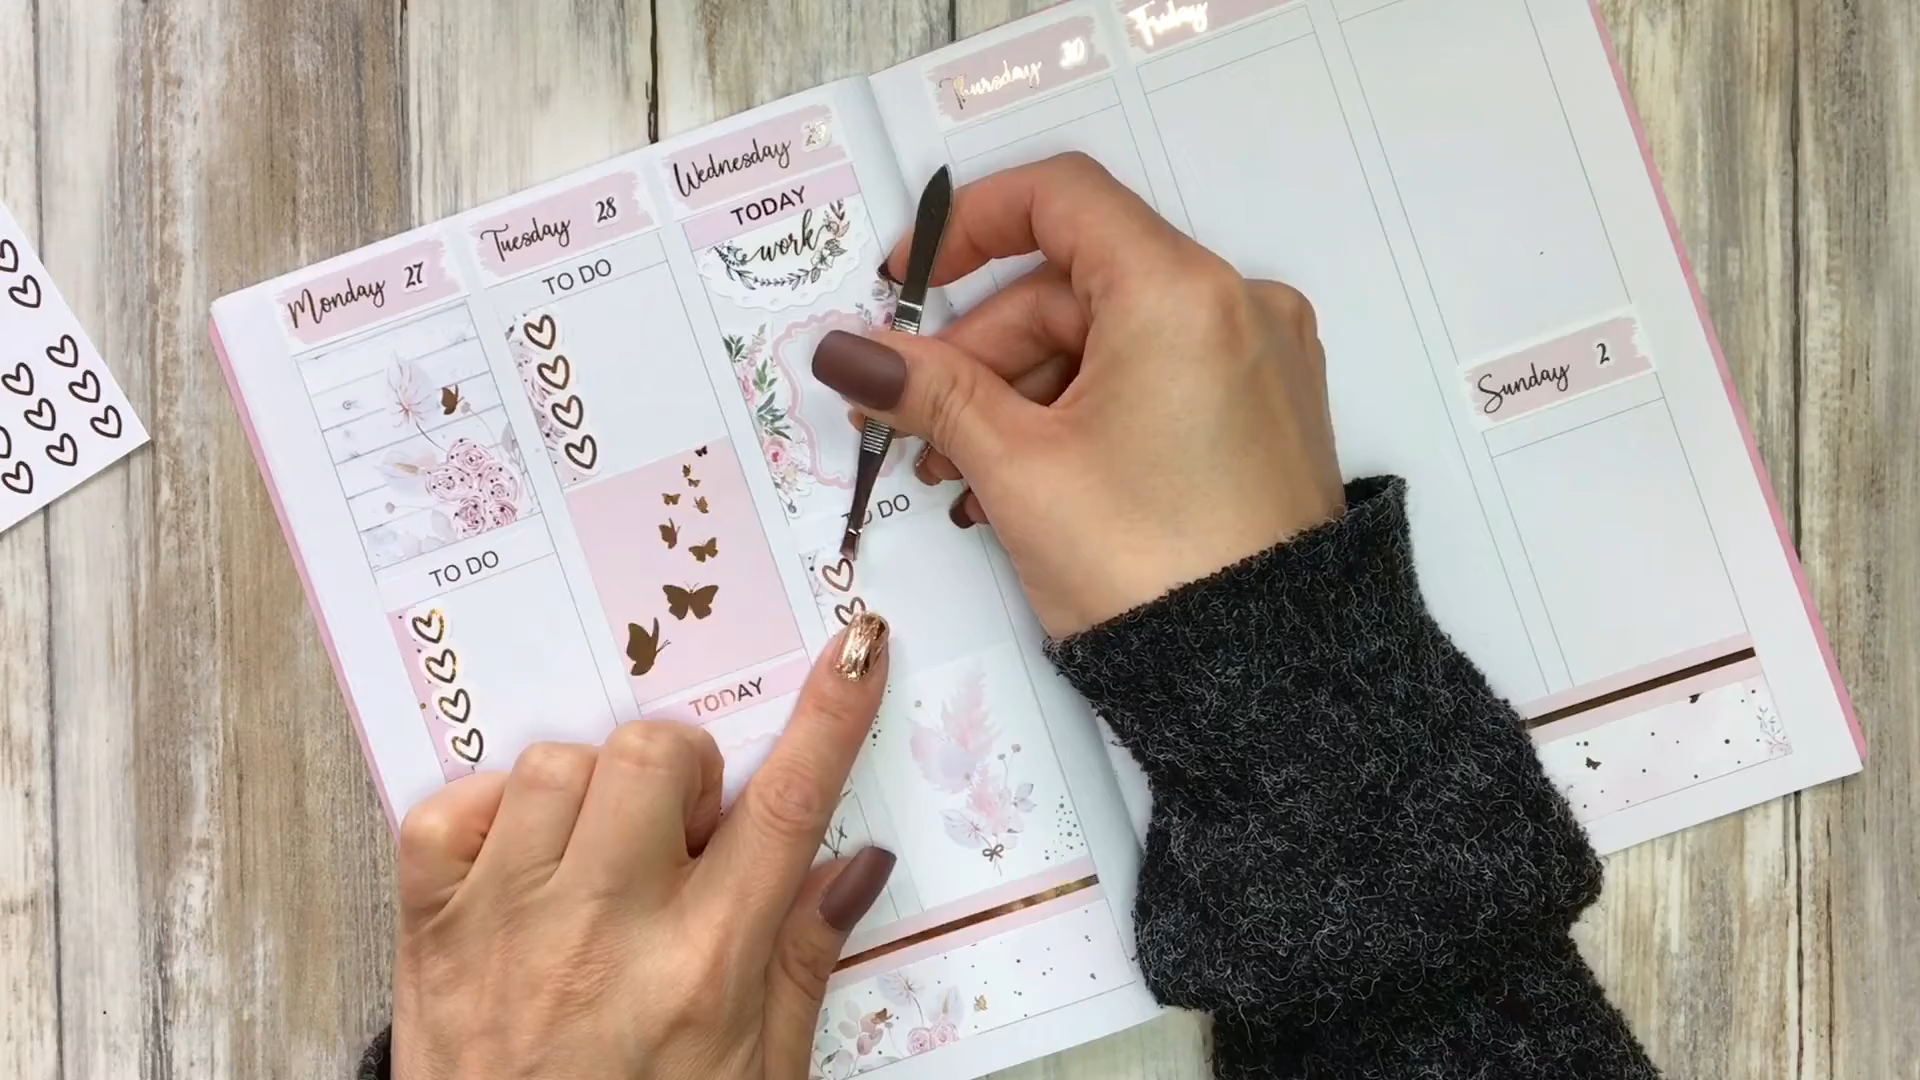 Monday 27
TO DO
Tuesday 28
TO DO
TODAY
Wednesday 29
TODAY
work
TO DO
Thursday 30
Friday
Sunday 2